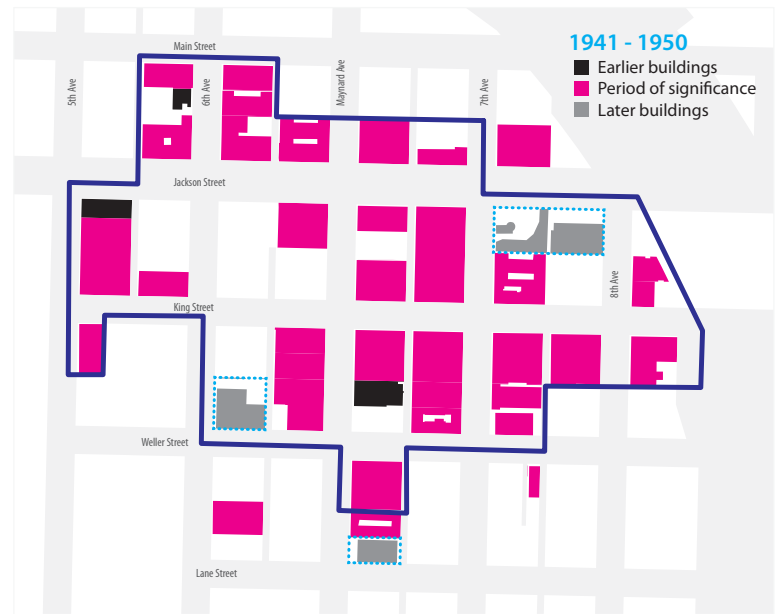 1941 - 1950
Earlier buildings
Period of significance
Later buildings
Main Street
5th Ave
6th Ave
Maynard Ave
7th Ave
Jackson Street
8th Ave
King Street
Weller Street
Lane Street